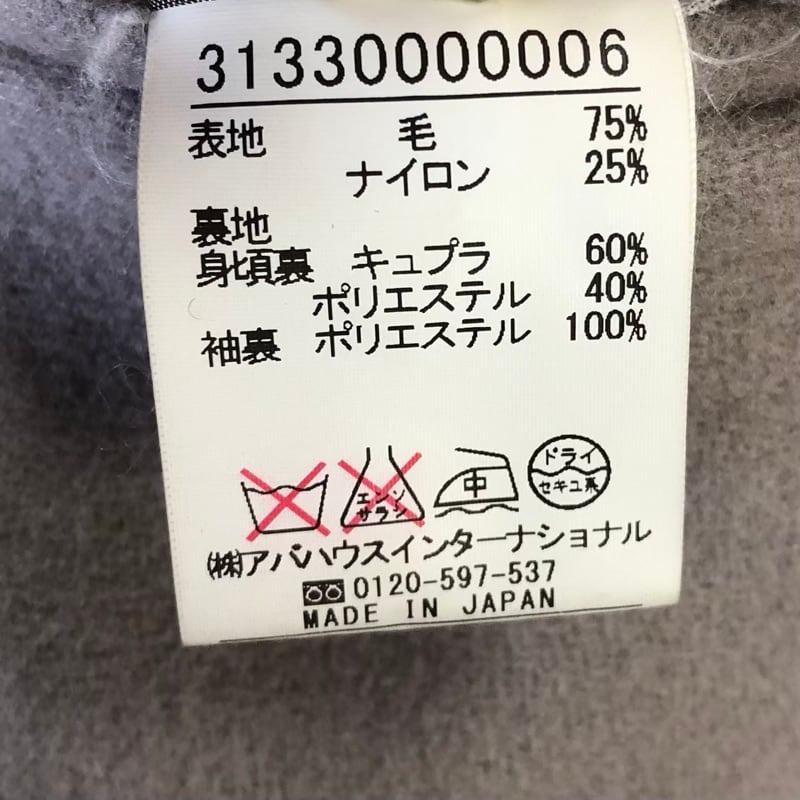 31330000006
表地 毛 75%
ナイロン 25%
裏地
身頃裏 キュプラ 60%
ポリエステル 40%
袖裏 ポリエステル 100%
エンソ
サラシ
中
ドライ
セキユ系
㈱アバハウスインターナショナル
0120-597-537
MADE IN JAPAN